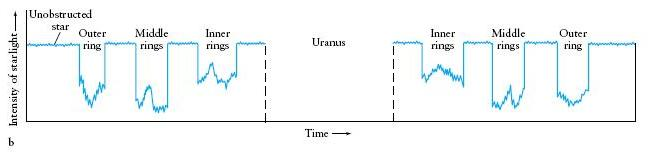 Unobstructed
star
Outer
ring
Middle
rings
Inner
rings
Uranus
Inner
rings
Middle
rings
Outer
ring
Intensity of starlight
Time
b